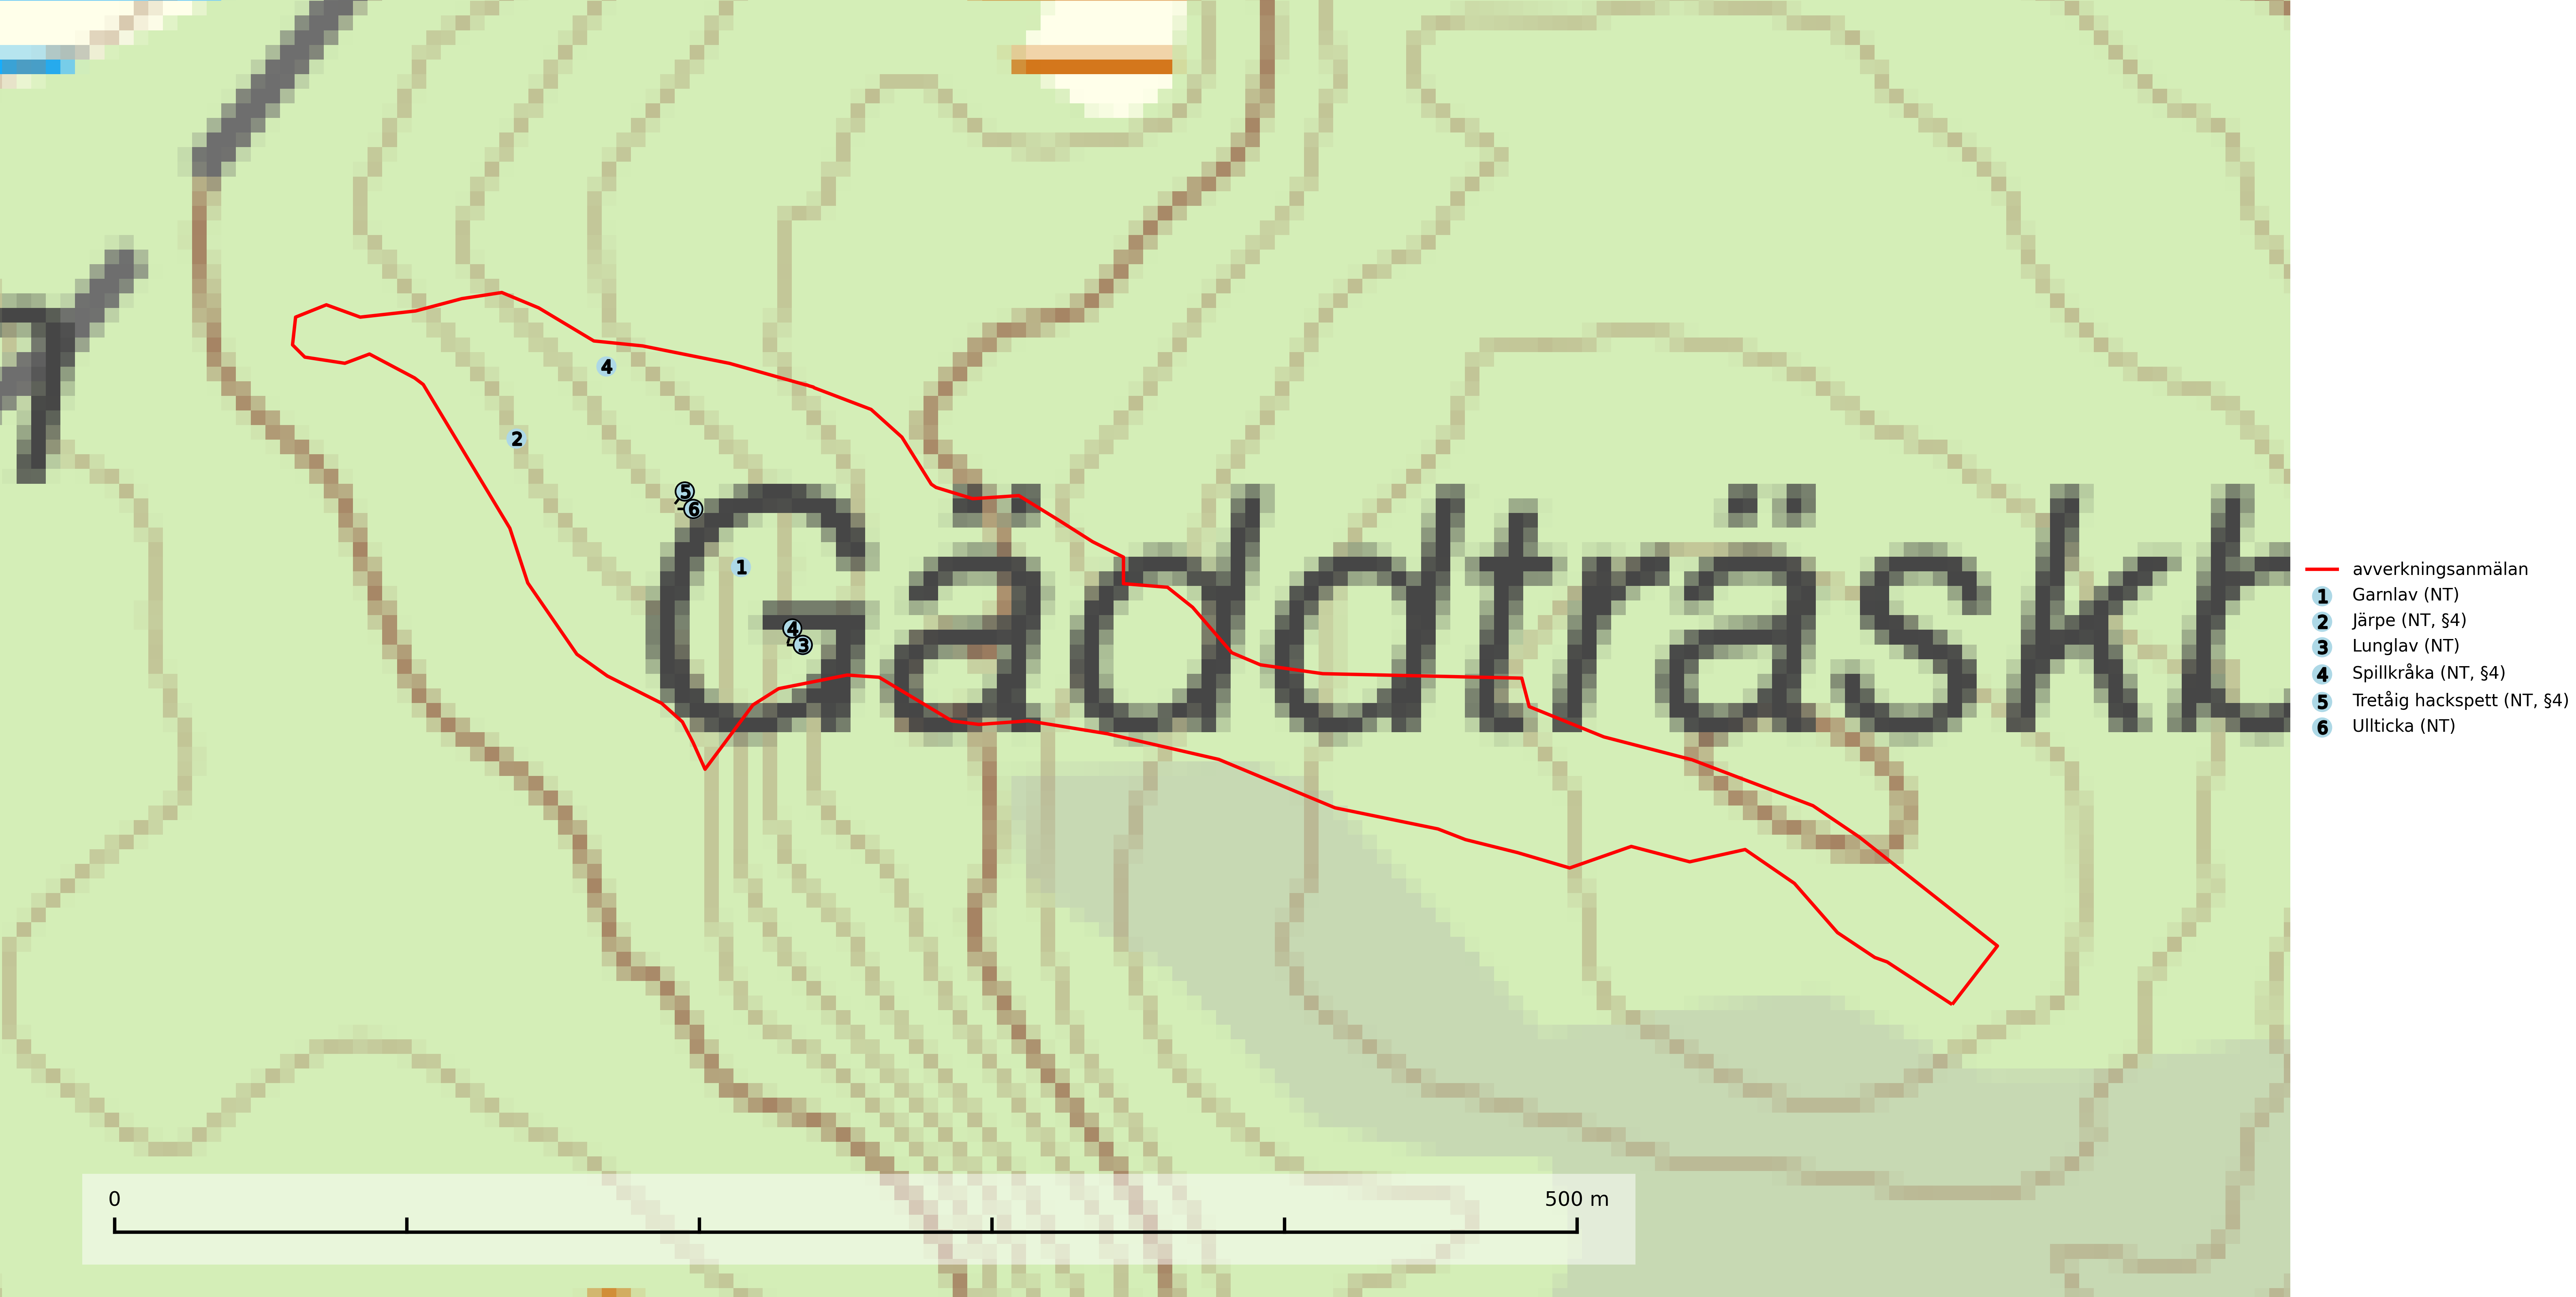 Gäddträskb
4
2
5
6
1
4
3
0
500 m
avverkningsanmälan
1 Garnlav (NT)
2 Järpe (NT, §4)
3 Lunglav (NT)
4 Spillkråka (NT, §4)
5 Tretåig hackspett (NT, §4)
6 Ullticka (NT)